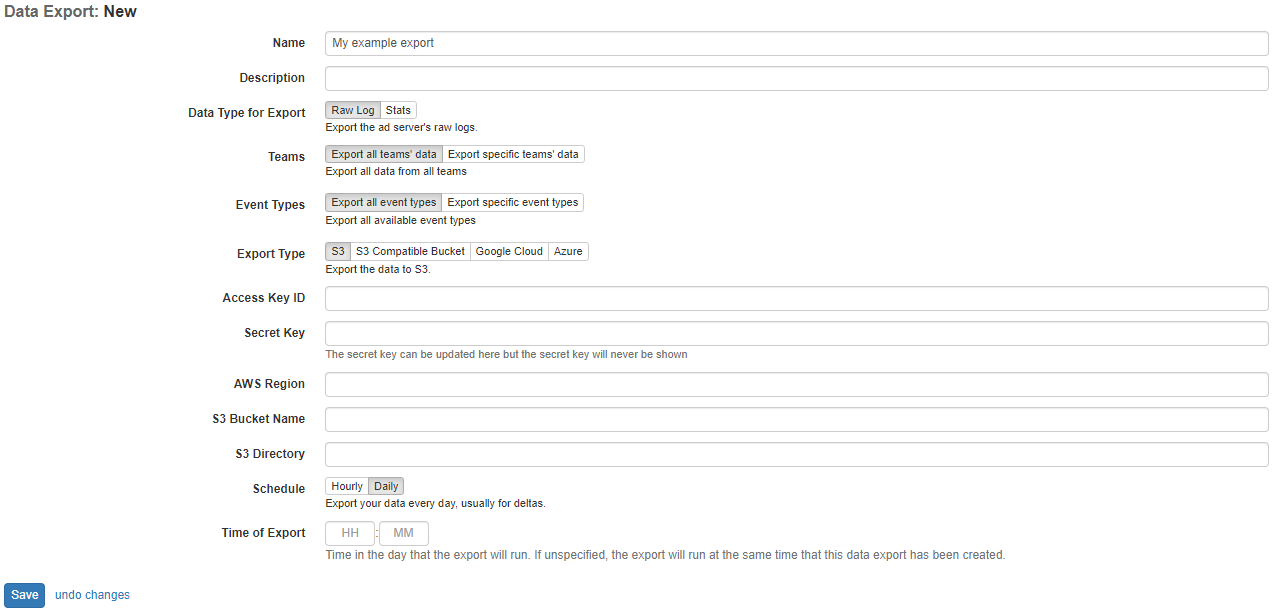 Data Export: New
Name My example export
Description
Data Type for Export Raw Log Stats
Export the ad server's raw logs.
Teams Export all teams' data Export specific teams' data
Export all data from all teams
Event Types Export all event types Export specific event types
Export all available event types
Export Type S3 S3 Compatible Bucket Google Cloud Azure
Export the data to S3.
Access Key ID
Secret Key
The secret key can be updated here but the secret key will never be shown
AWS Region
S3 Bucket Name
S3 Directory
Schedule Hourly Daily
Export your data every day, usually for deltas.
Time of Export HH : MM
Time in the day that the export will run. If unspecified, the export will run at the same time that this data export has been created.
Save undo changes